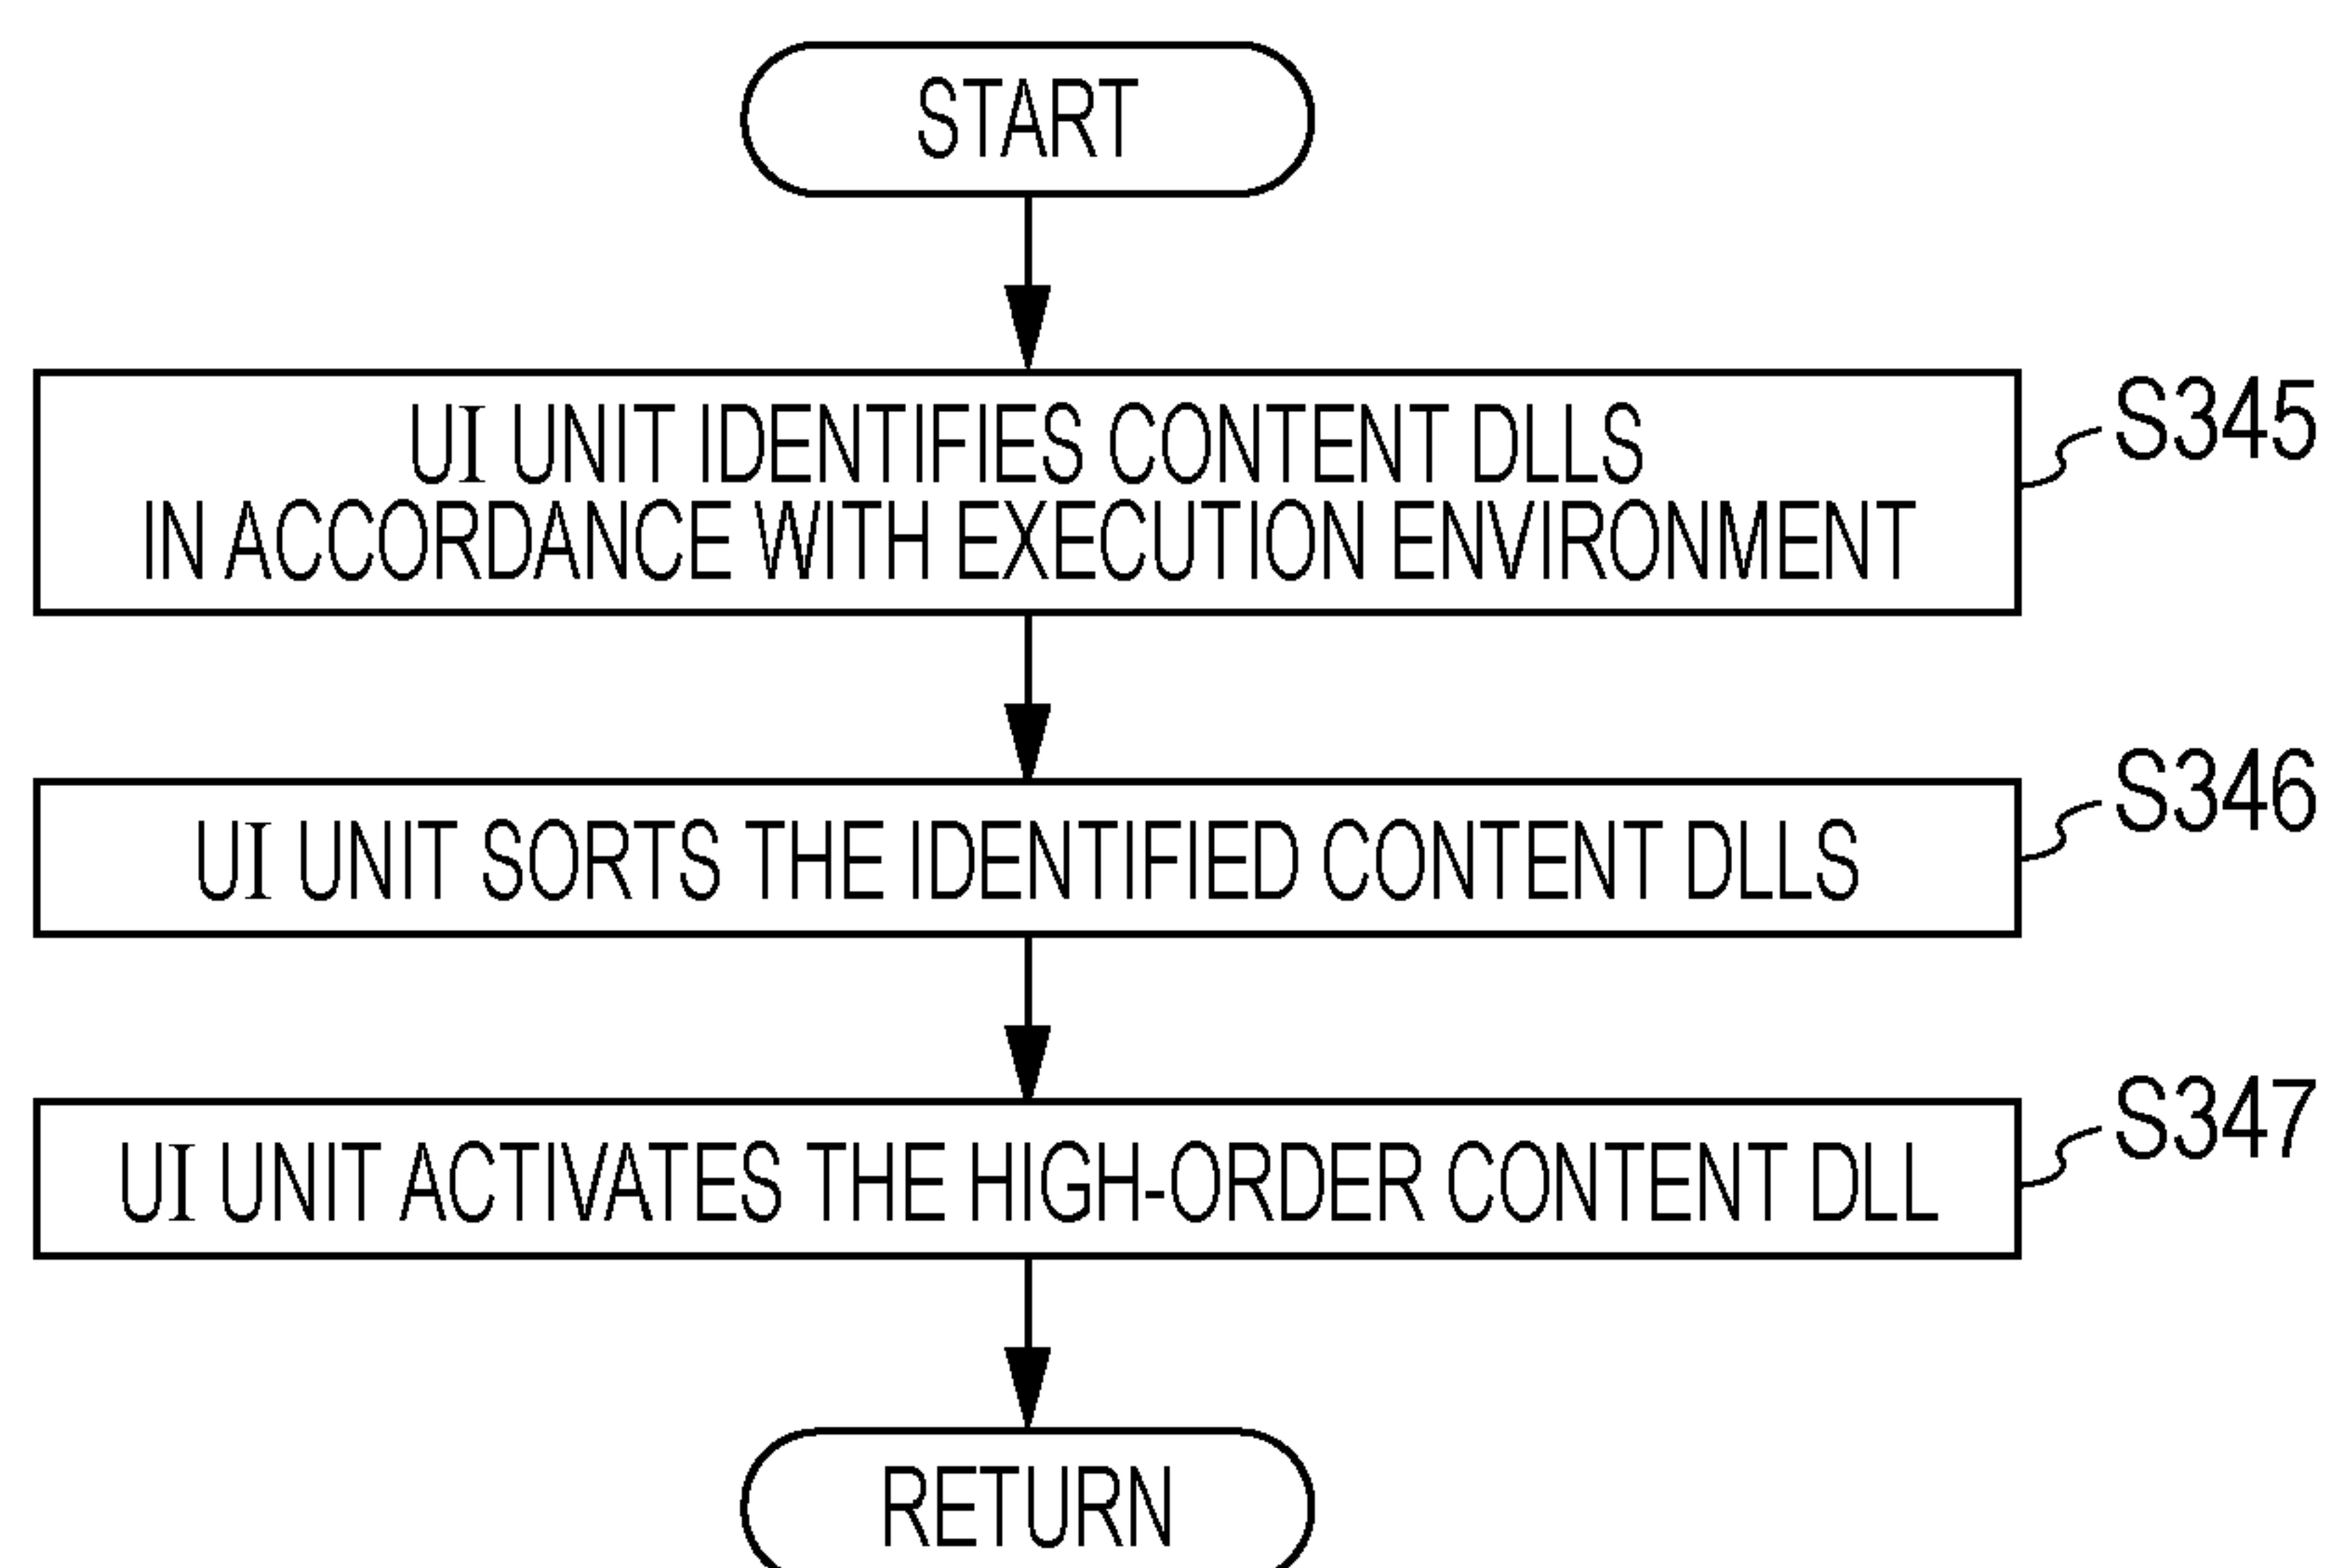 START
UI UNIT IDENTIFIES CONTENT DLLS
IN ACCORDANCE WITH EXECUTION ENVIRONMENT
S345
UI UNIT SORTS THE IDENTIFIED CONTENT DLLS
S346
UI UNIT ACTIVATES THE HIGH-ORDER CONTENT DLL
S347
RETURN